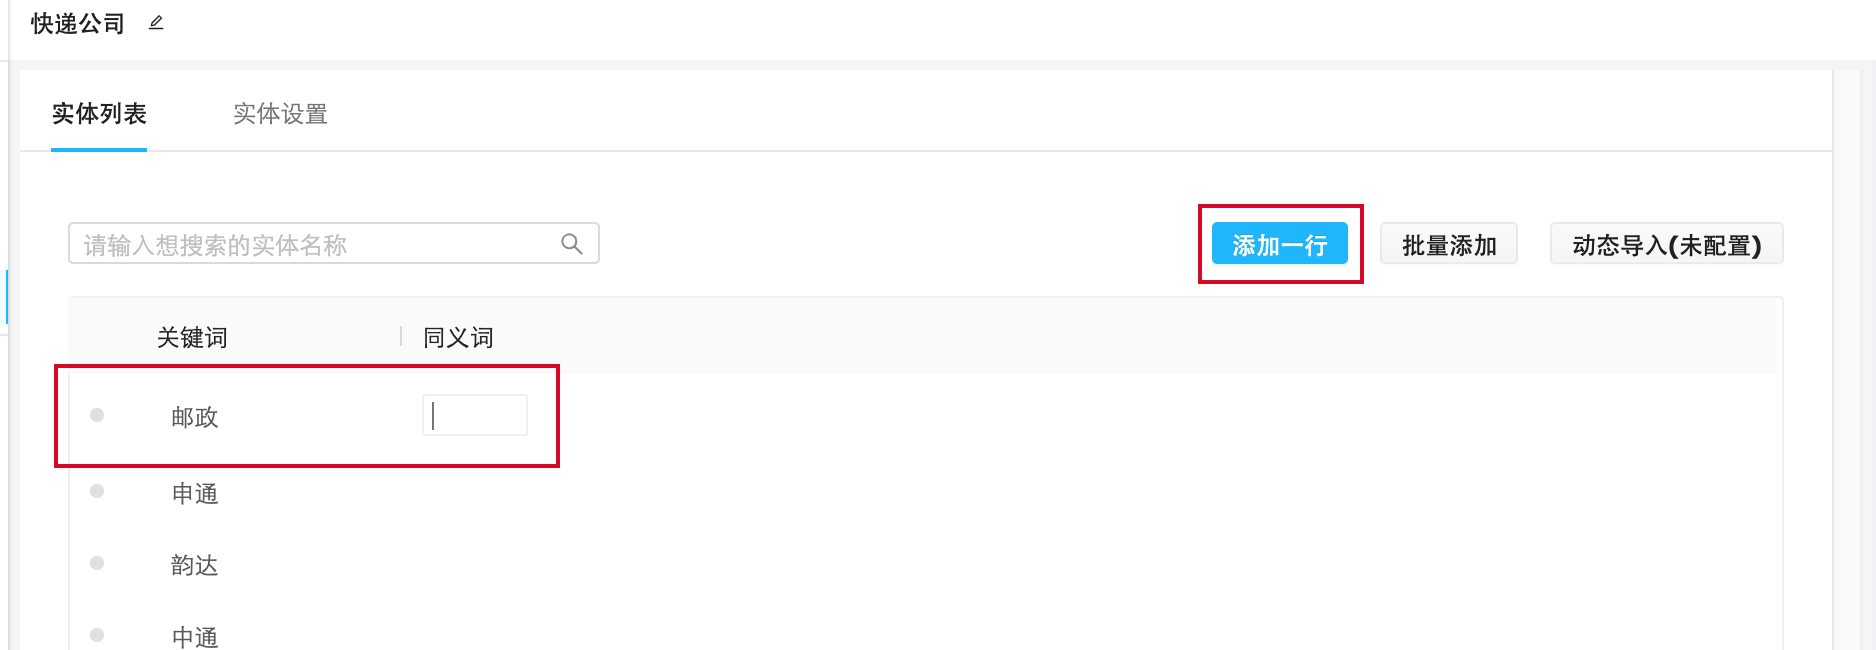 快递公司
实体列表 实体设置
请输入想搜索的实体名称 添加一行 批量添加 动态导入(未配置)
关键词 同义词
邮政
申通
韵达
中通